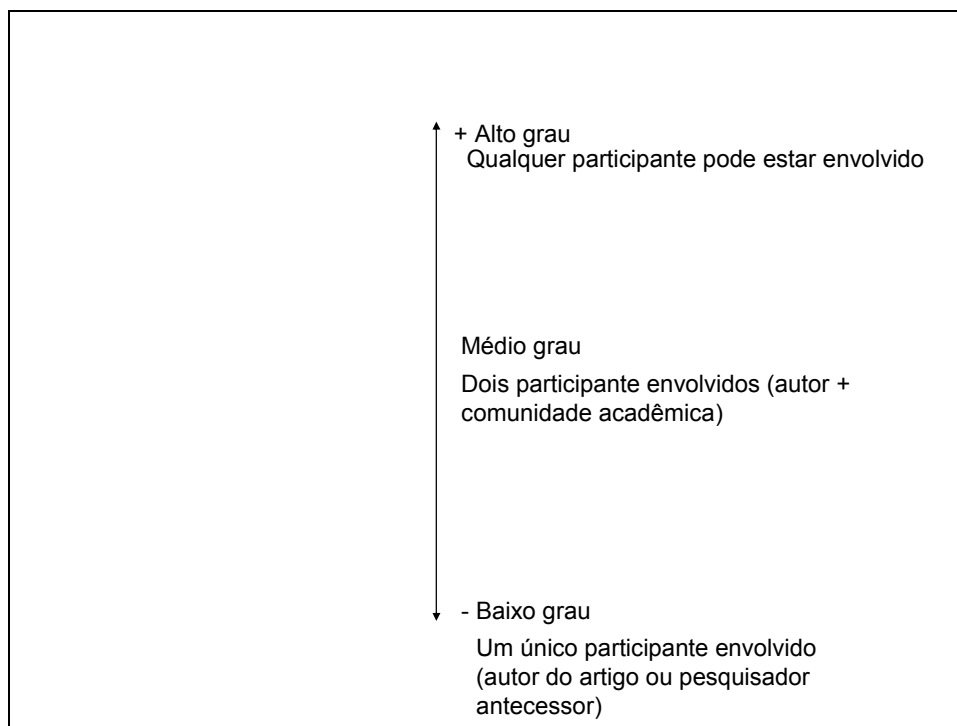 + Alto grau
Qualquer participante pode estar envolvido
Médio grau
Dois participante envolvidos (autor +
comunidade acadêmica)
- Baixo grau
Um único participante envolvido
(autor do artigo ou pesquisador
antecessor)